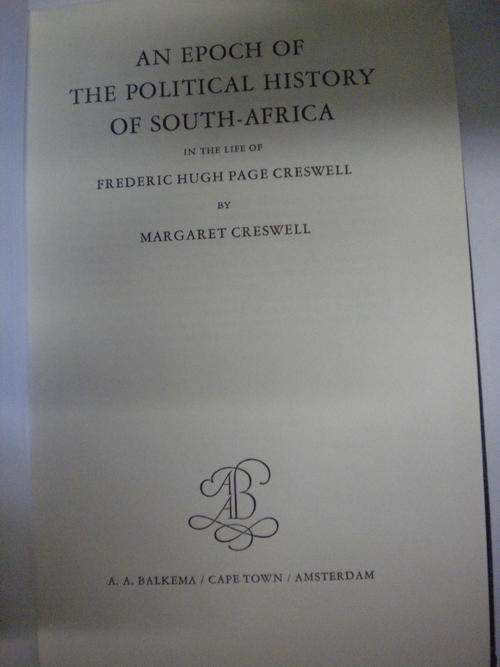 AN EPOCH OF
THE POLITICAL HISTORY
OF SOUTH-AFRICA
IN THE LIFE OF
FREDERIC HUGH PAGE CRESWELL
BY
MARGARET CRESWELL
AAB
A. A. BALKEMA / CAPE TOWN / AMSTERDAM